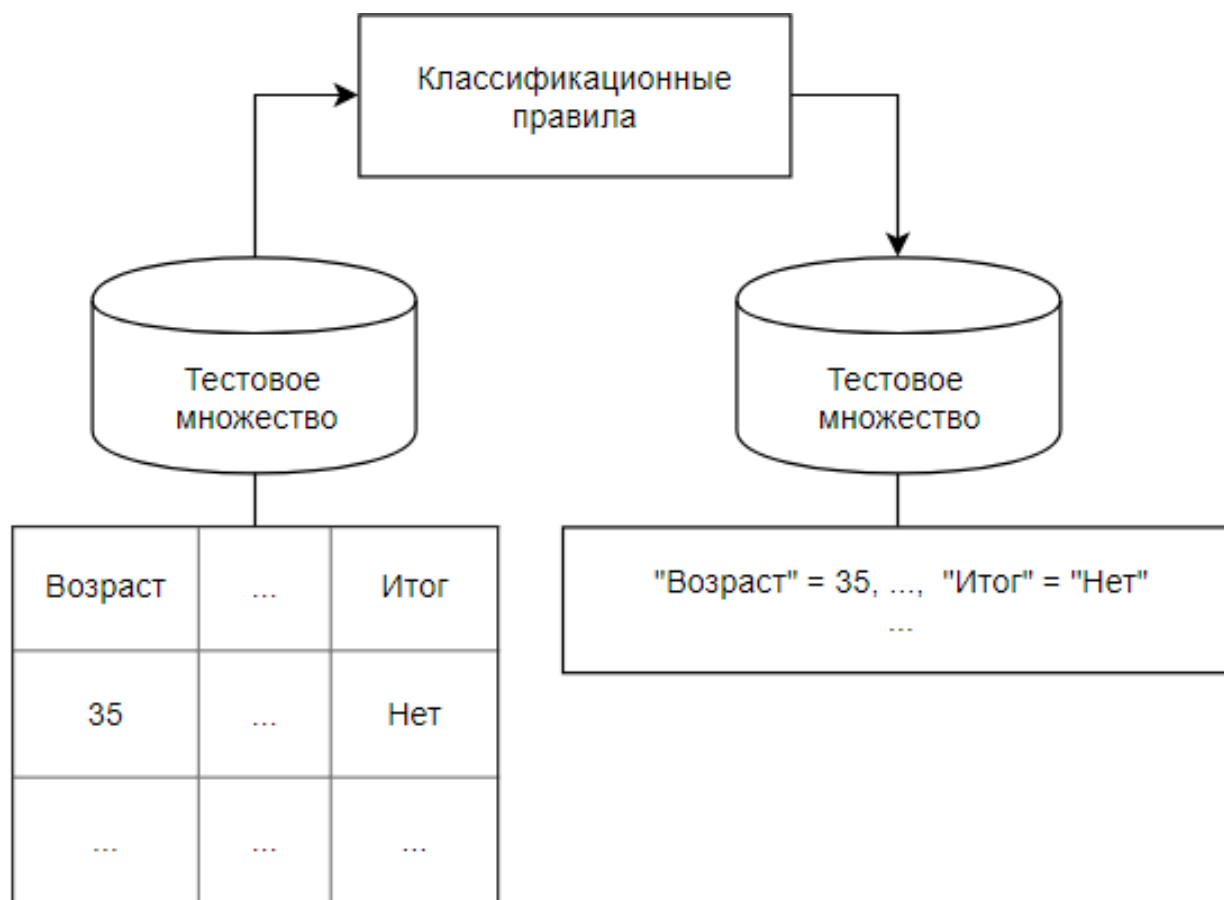 Классификационные
правила
Тестовое
множество
Тестовое
множество
Возраст ... Итог
35 ... Нет
... ... ...
"Возраст" = 35, ..., "Итог" = "Нет"
...